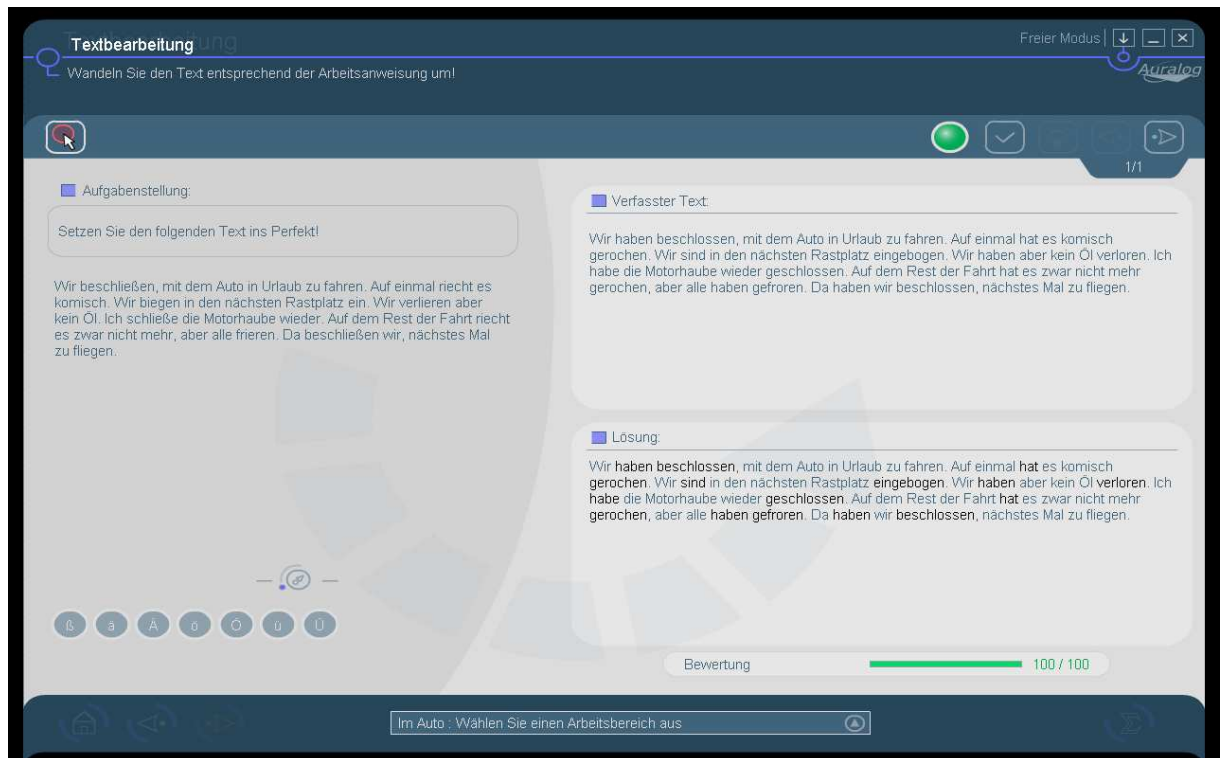 Textbearbeitung
Freier Modus
Wandeln Sie den Text entsprechend der Arbeitsanweisung um!
Auralog
1/1
Aufgabenstellung:
Setzen Sie den folgenden Text ins Perfekt!
Wir beschließen, mit dem Auto in Urlaub zu fahren. Auf einmal riecht es
komisch. Wir biegen in den nächsten Rastplatz ein. Wir verlieren aber
kein Öl. Ich schließe die Motorhaube wieder. Auf dem Rest der Fahrt riecht
es zwar nicht mehr, aber alle frieren. Da beschließen wir, nächstes Mal
zu fliegen.
ß ä Ä ö Ö ü Ü
Verfasster Text:
Wir haben beschlossen, mit dem Auto in Urlaub zu fahren. Auf einmal hat es komisch
gerochen. Wir sind in den nächsten Rastplatz eingebogen. Wir haben aber kein Öl verloren. Ich
habe die Motorhaube wieder geschlossen. Auf dem Rest der Fahrt hat es zwar nicht mehr
gerochen, aber alle haben gefroren. Da haben wir beschlossen, nächstes Mal zu fliegen.
Lösung:
Wir haben beschlossen, mit dem Auto in Urlaub zu fahren. Auf einmal hat es komisch
gerochen. Wir sind in den nächsten Rastplatz eingebogen. Wir haben aber kein Öl verloren. Ich
habe die Motorhaube wieder geschlossen. Auf dem Rest der Fahrt hat es zwar nicht mehr
gerochen, aber alle haben gefroren. Da haben wir beschlossen, nächstes Mal zu fliegen.
Bewertung
100 / 100
Im Auto : Wählen Sie einen Arbeitsbereich aus